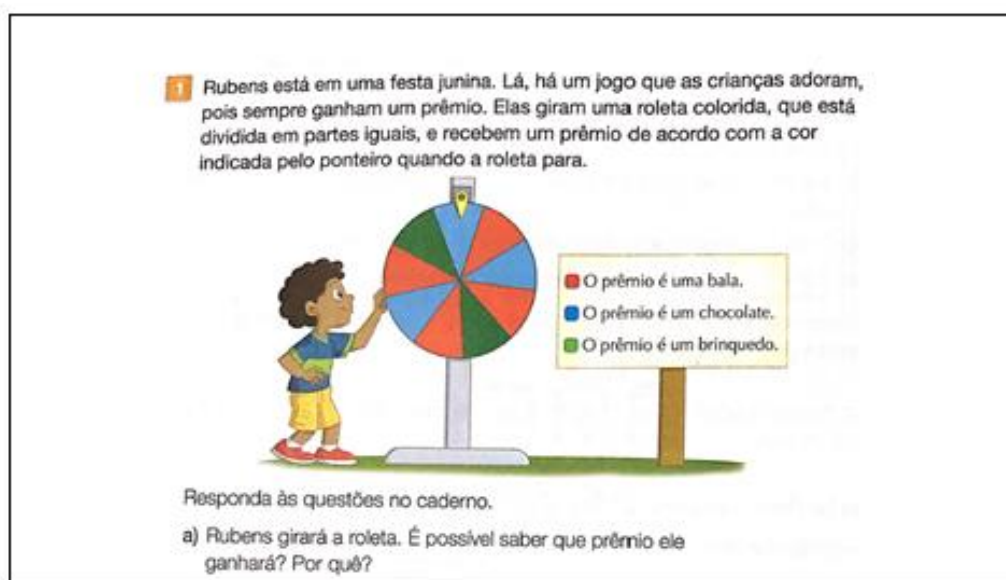 1 Rubens está em uma festa junina. Lá, há um jogo que as crianças adoram,
pois sempre ganham um prêmio. Elas giram uma roleta colorida, que está
dividida em partes iguais, e recebem um prêmio de acordo com a cor
indicada pelo ponteiro quando a roleta para.
O prêmio é uma bala.
O prêmio é um chocolate.
O prêmio é um brinquedo.
Responda às questões no caderno.
a) Rubens girará a roleta. É possível saber que prêmio ele
ganhará? Por quê?